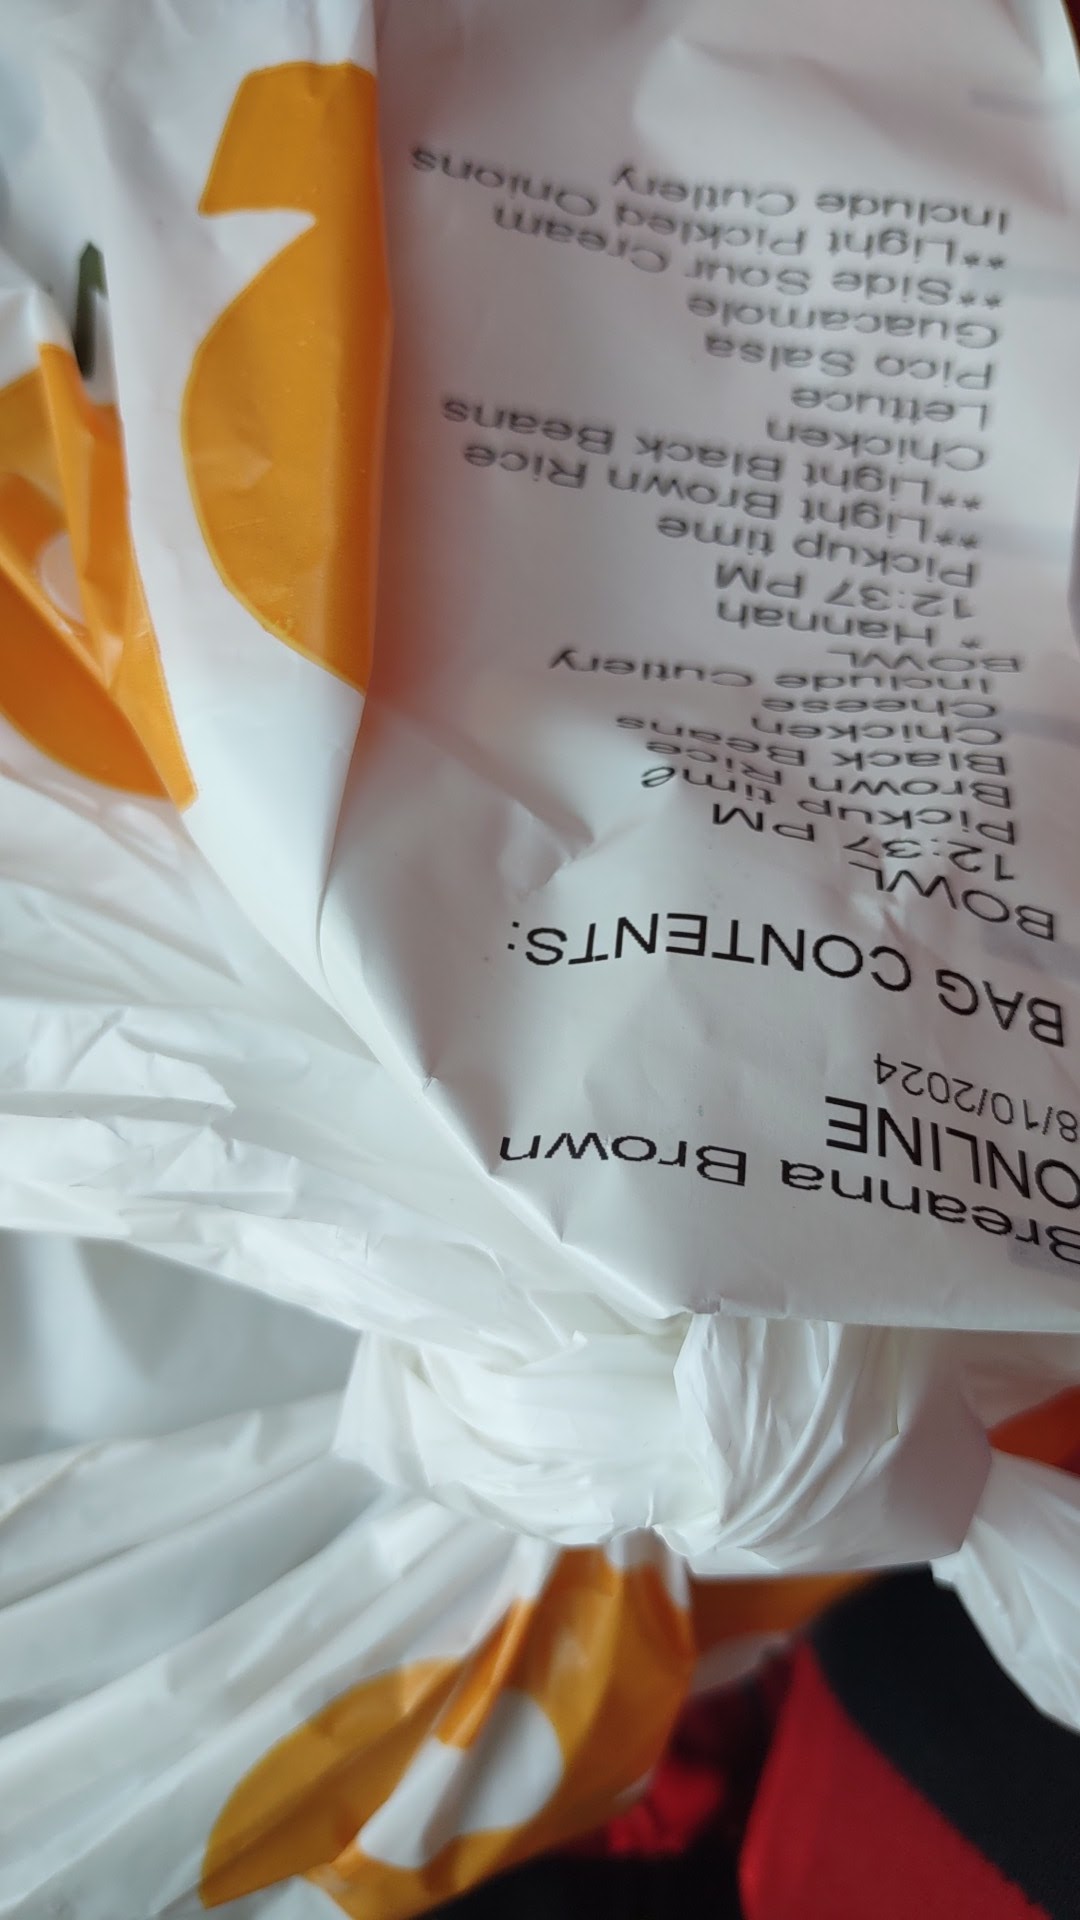 Breanna Brown
ONLINE
8/10/2024
BAG CONTENTS:
BOWL
12:37 PM
Pickup time
Brown Rice
Black Beans
Chicken
Cheese
Include Cutlery
BOWL
* Hannah
12:37 PM
Pickup time
**Light Brown Rice
**Light Black Beans
Chicken
Lettuce
Pico Salsa
Guacamole
**Side Sour Cream
**Light Pickled Onions
Include Cutlery